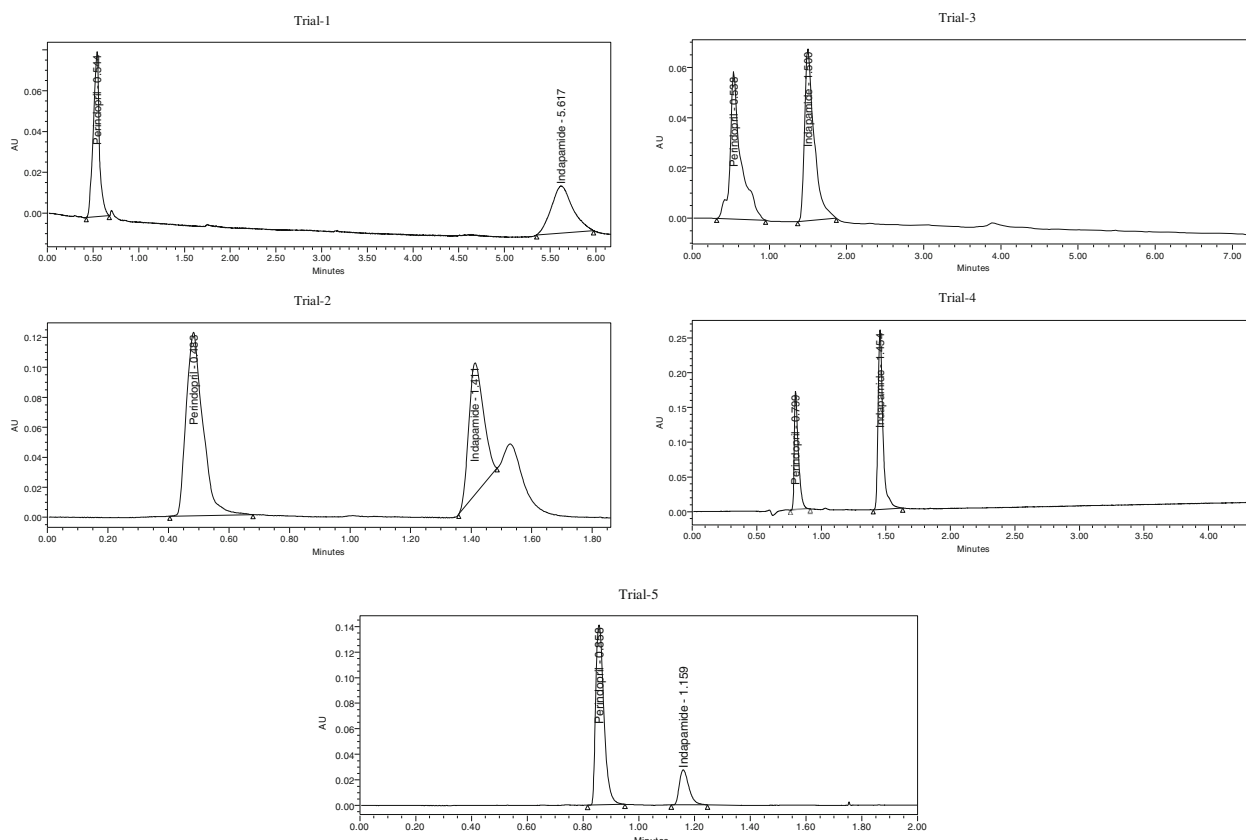 Trial-1
0.06
0.04
0.02
0.00
AU
Perindopril - 0.544
Indapamide - 5.617
0.00 0.50 1.00 1.50 2.00 2.50 3.00 3.50 4.00 4.50 5.00 5.50 6.00
Minutes
Trial-3
0.06
0.04
0.02
0.00
AU
Perindopril - 0.538
Indapamide -
0.00 1.00 2.00 3.00 4.00 5.00 6.00 7.00
Minutes
Trial-2
0.12
0.10
0.08
0.06
0.04
0.02
0.00
AU
Perindopril - 0.483
Indapamide - 1.411
0.00 0.20 0.40 0.60 0.80 1.00 1.20 1.40 1.60 1.80
Minutes
Trial-4
0.25
0.20
0.15
0.10
0.05
0.00
AU
Perindopril - 0.799
Indapamide - 1.454
0.00 0.50 1.00 1.50 2.00 2.50 3.00 3.50 4.00
Minutes
Trial-5
0.14
0.12
0.10
0.08
0.06
0.04
0.02
0.00
AU
Perindopril - 0.858
Indapamide - 1.159
0.00 0.20 0.40 0.60 0.80 1.00 1.20 1.40 1.60 1.80 2.00
Minutes